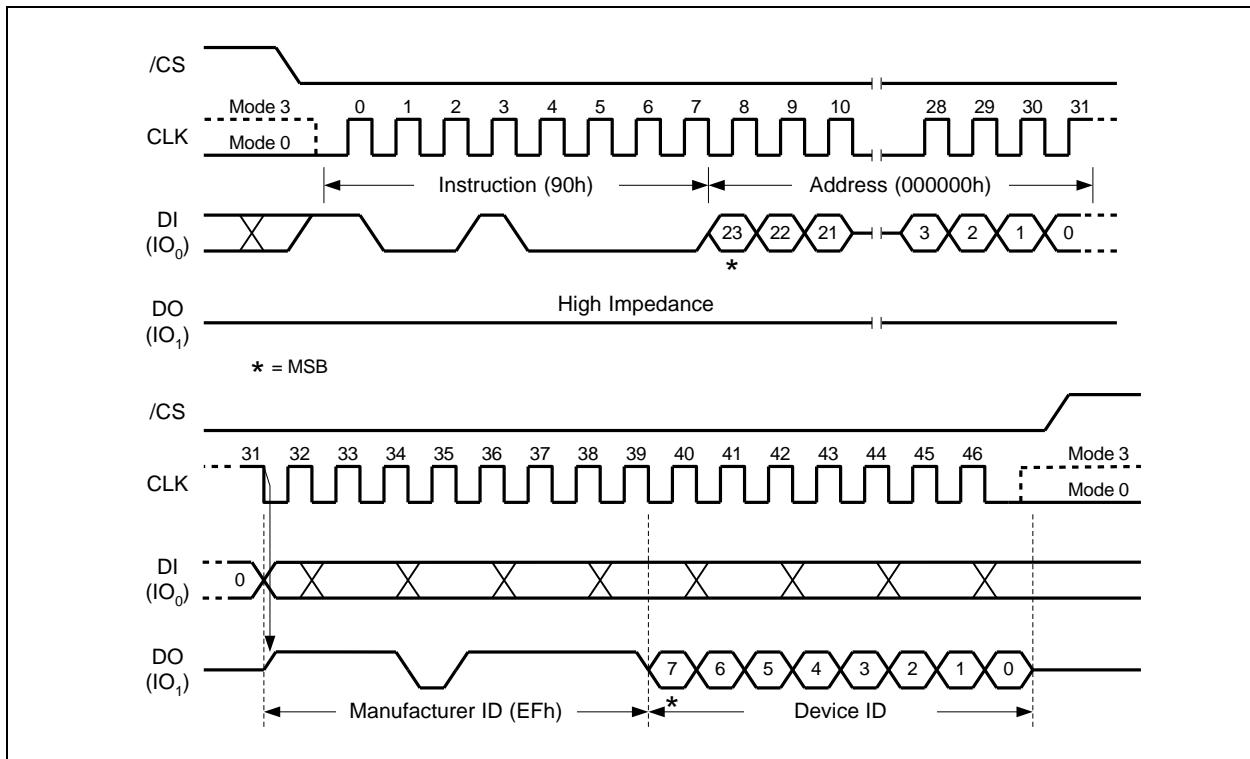 /CS
Mode 3 0 1 2 3 4 5 6 7 8 9 10 28 29 30 31
CLK
Mode 0
Instruction (90h) Address (000000h)
DI
(IO0)
23 22 21 3 2 1 0
*
High Impedance
DO
(IO1)
* = MSB
/CS
31 32 33 34 35 36 37 38 39 40 41 42 43 44 45 46 Mode 3
CLK
Mode 0
DI
(IO0)
0
DO
(IO1)
7 6 5 4 3 2 1 0
*
Manufacturer ID (EFh) Device ID